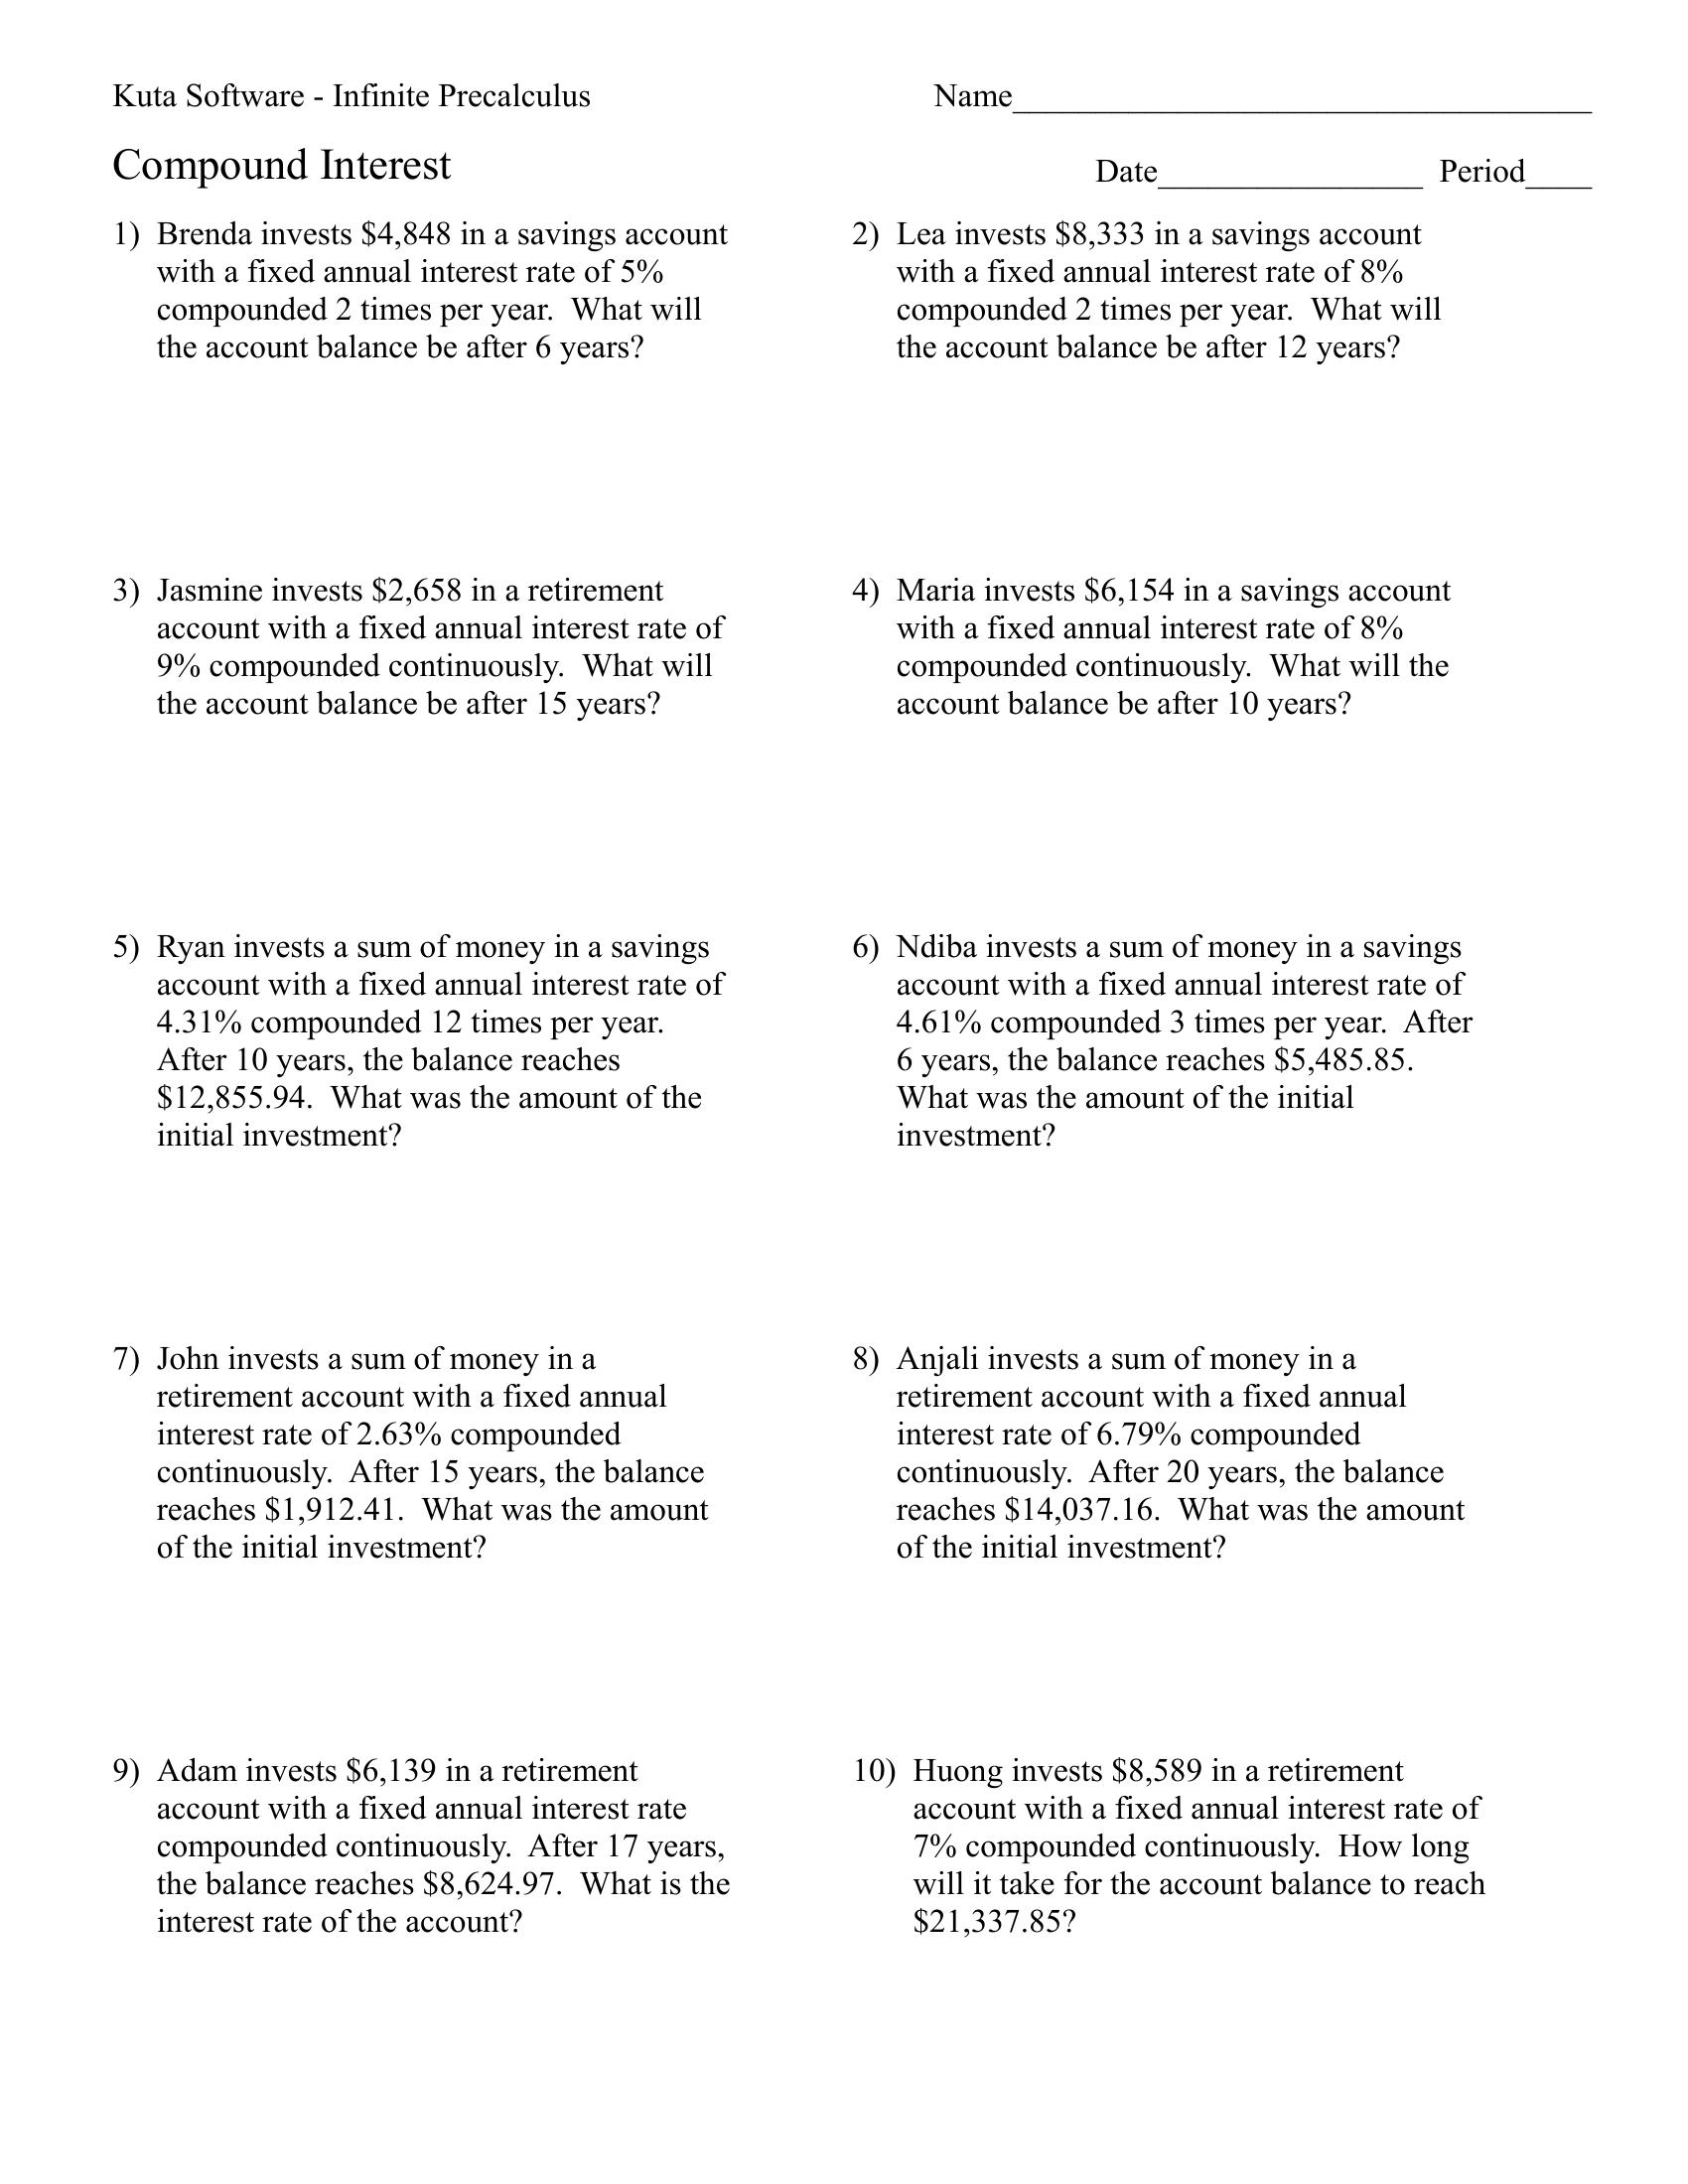 Kuta Software - Infinite Precalculus
Name___________________________________
Compound Interest
Date________________ Period____
1) Brenda invests $4,848 in a savings account
with a fixed annual interest rate of 5%
compounded 2 times per year. What will
the account balance be after 6 years?
2) Lea invests $8,333 in a savings account
with a fixed annual interest rate of 8%
compounded 2 times per year. What will
the account balance be after 12 years?
3) Jasmine invests $2,658 in a retirement
account with a fixed annual interest rate of
9% compounded continuously. What will
the account balance be after 15 years?
4) Maria invests $6,154 in a savings account
with a fixed annual interest rate of 8%
compounded continuously. What will the
account balance be after 10 years?
5) Ryan invests a sum of money in a savings
account with a fixed annual interest rate of
4.31% compounded 12 times per year.
After 10 years, the balance reaches
$12,855.94. What was the amount of the
initial investment?
6) Ndiba invests a sum of money in a savings
account with a fixed annual interest rate of
4.61% compounded 3 times per year. After
6 years, the balance reaches $5,485.85.
What was the amount of the initial
investment?
7) John invests a sum of money in a
retirement account with a fixed annual
interest rate of 2.63% compounded
continuously. After 15 years, the balance
reaches $1,912.41. What was the amount
of the initial investment?
8) Anjali invests a sum of money in a
retirement account with a fixed annual
interest rate of 6.79% compounded
continuously. After 20 years, the balance
reaches $14,037.16. What was the amount
of the initial investment?
9) Adam invests $6,139 in a retirement
account with a fixed annual interest rate
compounded continuously. After 17 years,
the balance reaches $8,624.97. What is the
interest rate of the account?
10) Huong invests $8,589 in a retirement
account with a fixed annual interest rate of
7% compounded continuously. How long
will it take for the account balance to reach
$21,337.85?